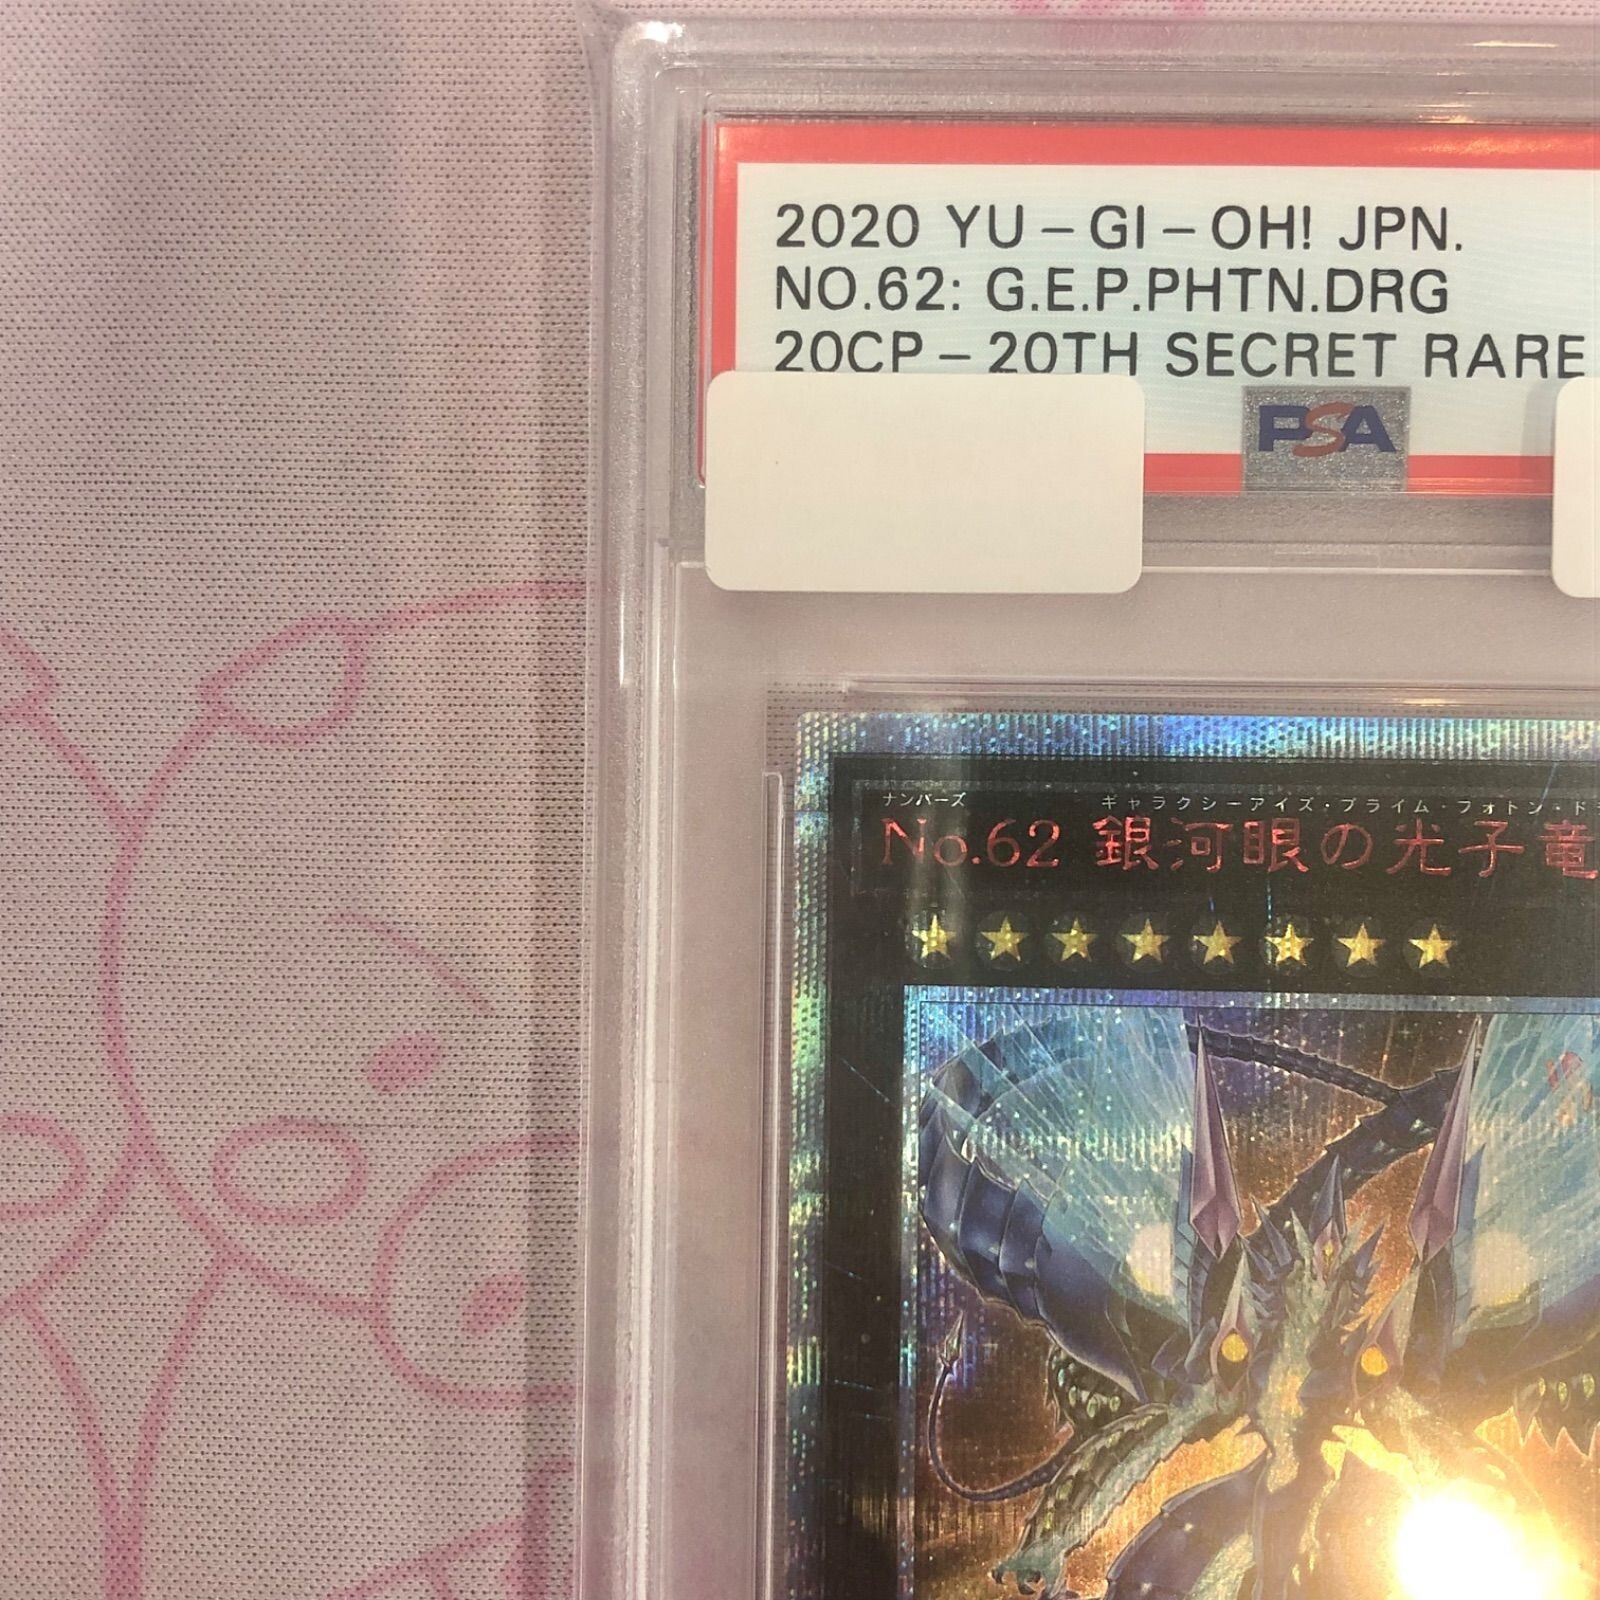 2020 YU-GI-OH! JPN.
NO.62: G.E.P.PHTN.DRG
20CP-20TH SECRET RARE
PSA
ナンバーズ ギャラクシーアイズ・プライム・フォトン・ド
No.62 銀河眼の光子竜